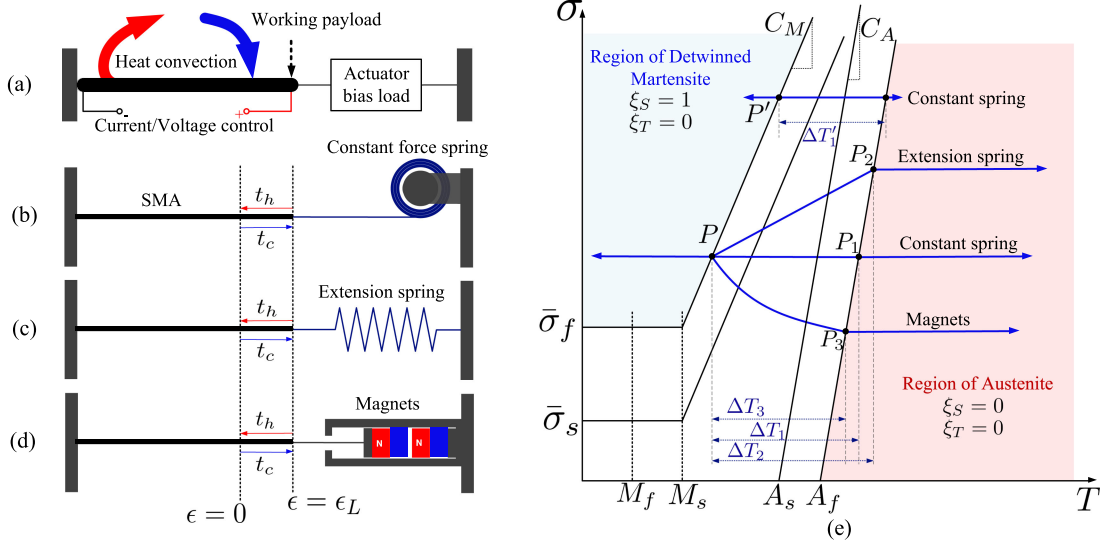 Working payload
Heat convection
(a)
Actuator
bias load
-
+
Current/Voltage control
Constant force spring
(b)
SMA
t_h
t_c
(c)
Extension spring
t_h
t_c
(d)
Magnets
t_h
N N
t_c
ϵ = 0
ϵ = ϵ_L
σ
C_M
C_A
Region of Detwinned
Martensite
ξ_S = 1
ξ_T = 0
P′
Constant spring
ΔT′_1
P_2
Extension spring
P
P_1
Constant spring
σ̄_f
P_3
Magnets
Region of Austenite
ξ_S = 0
ξ_T = 0
σ̄_s
ΔT_3
ΔT_1
ΔT_2
M_f
M_s
A_s
A_f
T
(e)